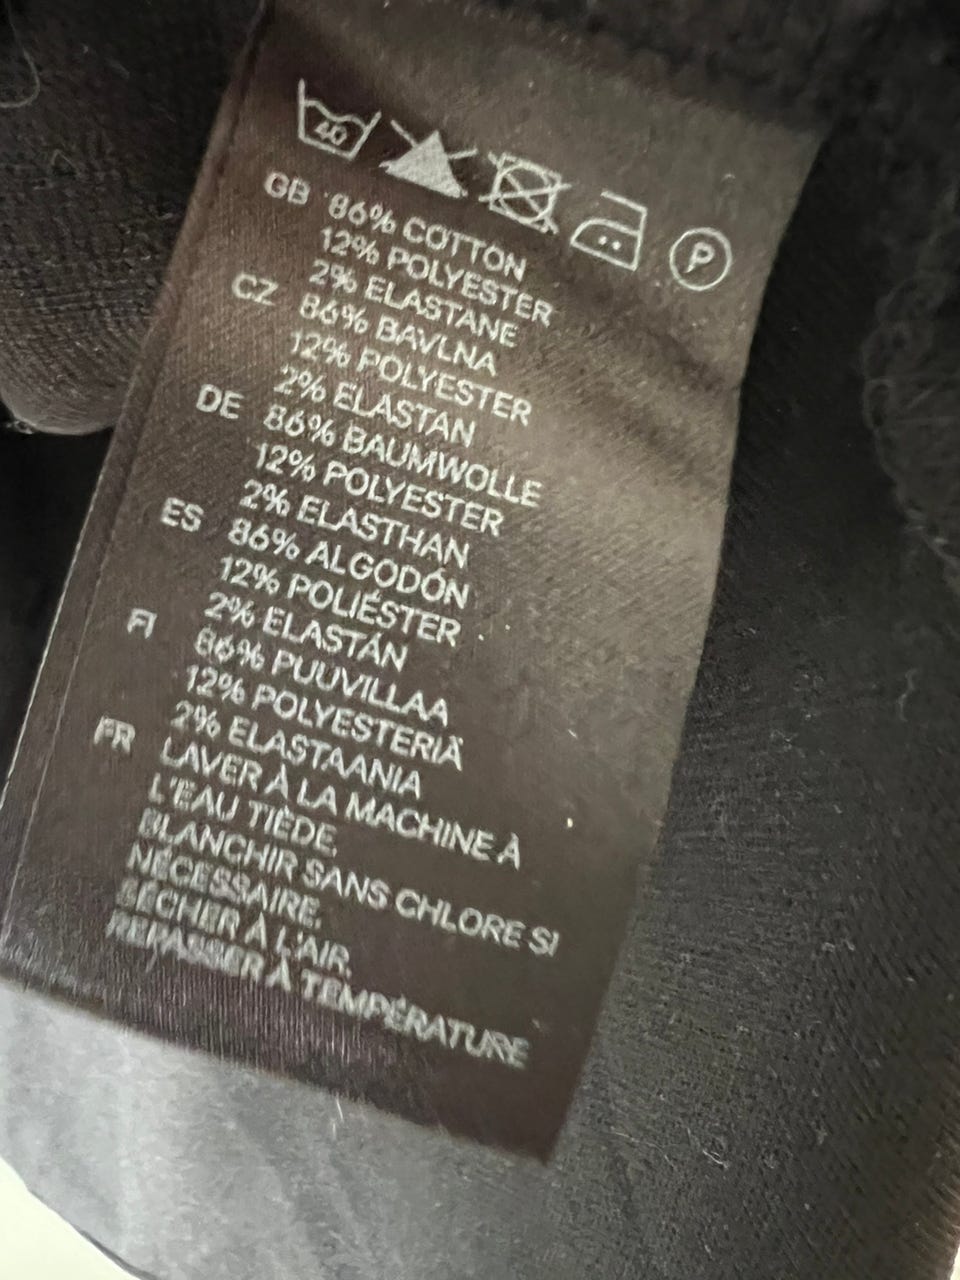 40
P
GB 86% COTTON
12% POLYESTER
2% ELASTANE
CZ 86% BAVLNA
12% POLYESTER
2% ELASTAN
DE 86% BAUMWOLLE
12% POLYESTER
2% ELASTHAN
ES 86% ALGODÓN
12% POLIÉSTER
2% ELASTÁN
FI 86% PUUVILLAA
12% POLYESTERIÄ
2% ELASTAANIA
FR LAVER À LA MACHINE À
L'EAU TIÈDE.
BLANCHIR SANS CHLORE SI
NÉCESSAIRE.
SÉCHER À L'AIR.
REPASSER À TEMPÉRATURE